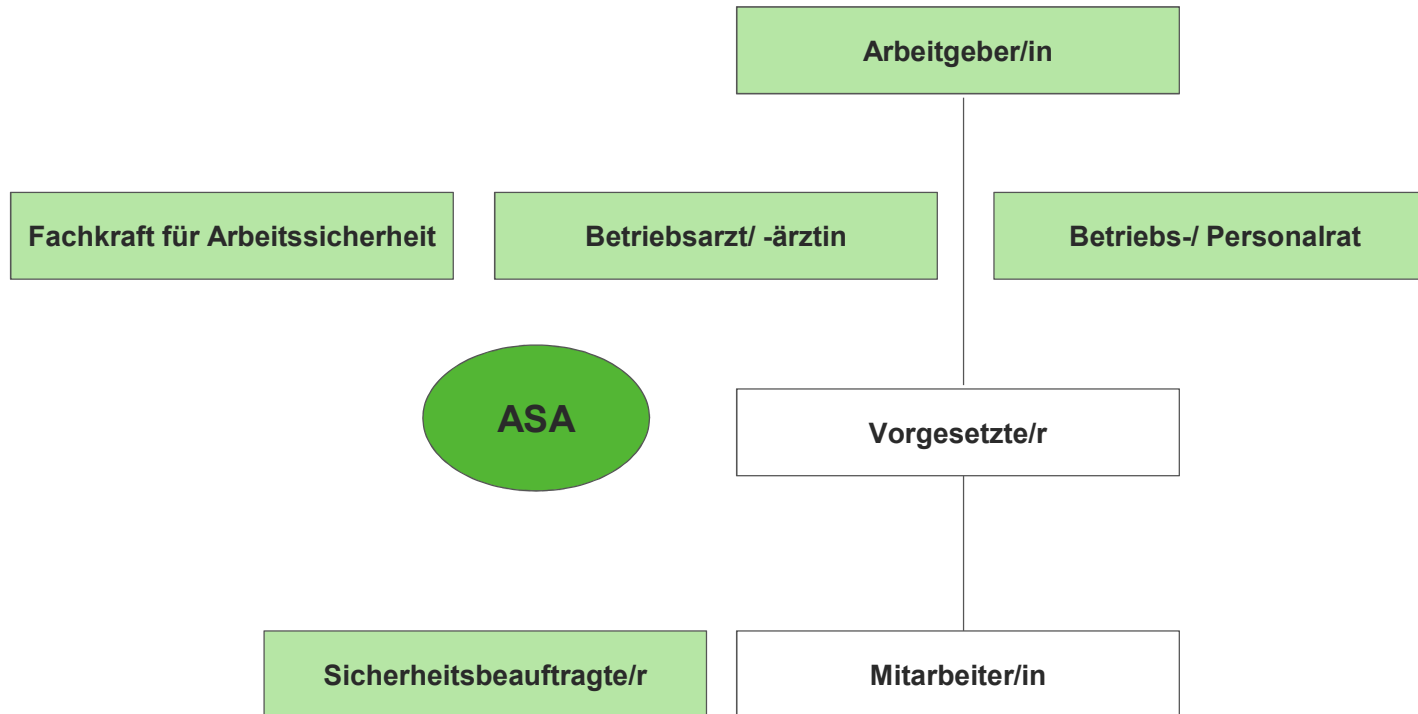 Arbeitgeber/in
Fachkraft für Arbeitssicherheit
Betriebsarzt/ -ärztin
Betriebs-/ Personalrat
ASA
Vorgesetzte/r
Sicherheitsbeauftragte/r
Mitarbeiter/in